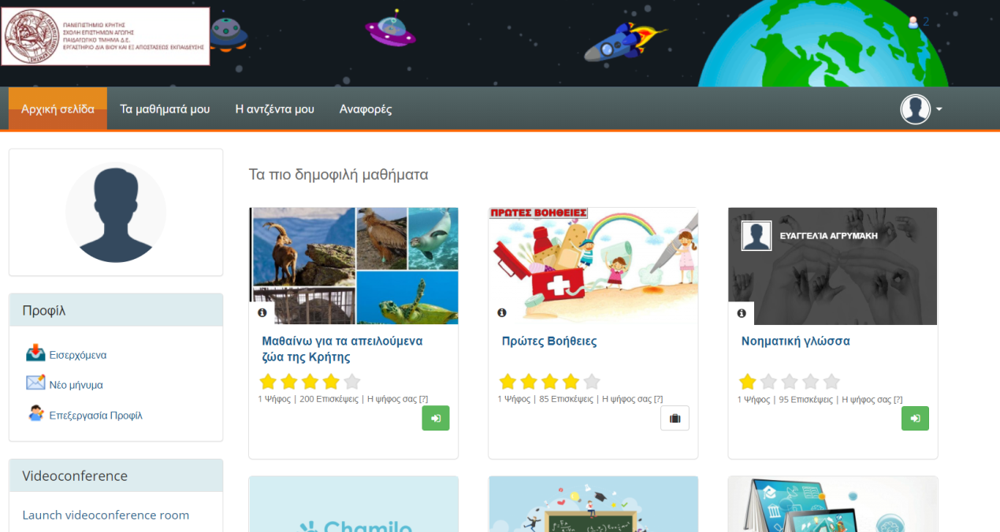 ΠΑΝΕΠΙΣΤΗΜΙΟ ΚΡΗΤΗΣ
ΣΧΟΛΗ ΕΠΙΣΤΗΜΩΝ ΑΓΩΓΗΣ
ΠΑΙΔΑΓΩΓΙΚΟ ΤΜΗΜΑ Δ.Ε.
ΕΡΓΑΣΤΗΡΙΟ ΔΙΑ ΒΙΟΥ ΚΑΙ ΕΞ ΑΠΟΣΤΑΣΕΩΣ ΕΚΠΑΙΔΕΥΣΗΣ
2
Αρχική σελίδα Τα μαθήματά μου Η αντζέντα μου Αναφορές
Τα πιο δημοφιλή μαθήματα
ΠΡΩΤΕΣ ΒΟΗΘΕΙΕΣ
ΕΥΑΓΓΕΛΊΑ ΑΓΡΥΜΆΚΗ
Μαθαίνω για τα απειλούμενα
ζώα της Κρήτης
1 Ψήφος | 200 Επισκέψεις | Η ψήφος σας [?]
Πρώτες Βοήθειες
1 Ψήφος | 85 Επισκέψεις | Η ψήφος σας [?]
Νοηματική γλώσσα
1 Ψήφος | 95 Επισκέψεις | Η ψήφος σας [?]
Προφίλ
Εισερχόμενα
Νέο μήνυμα
Επεξεργασία Προφίλ
Videoconference
Launch videoconference room
Chamilo